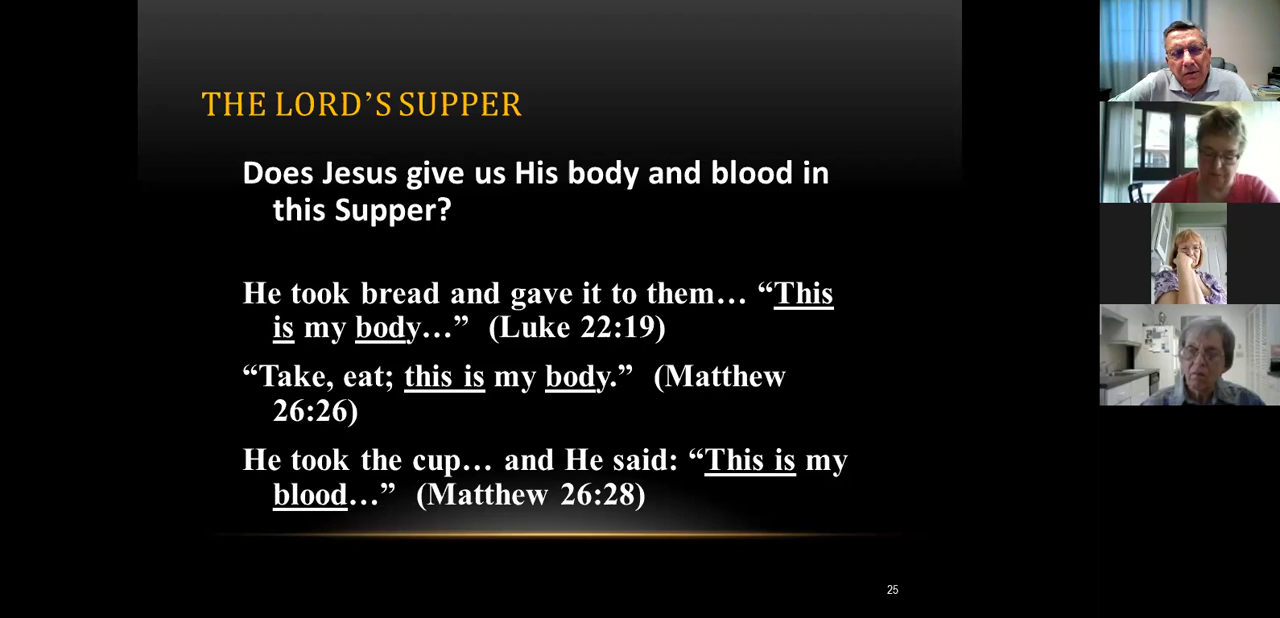 THE LORD’S SUPPER
Does Jesus give us His body and blood in
this Supper?
He took bread and gave it to them… “This
is my body…” (Luke 22:19)
“Take, eat; this is my body.” (Matthew
26:26)
He took the cup… and He said: “This is my
blood…” (Matthew 26:28)
25